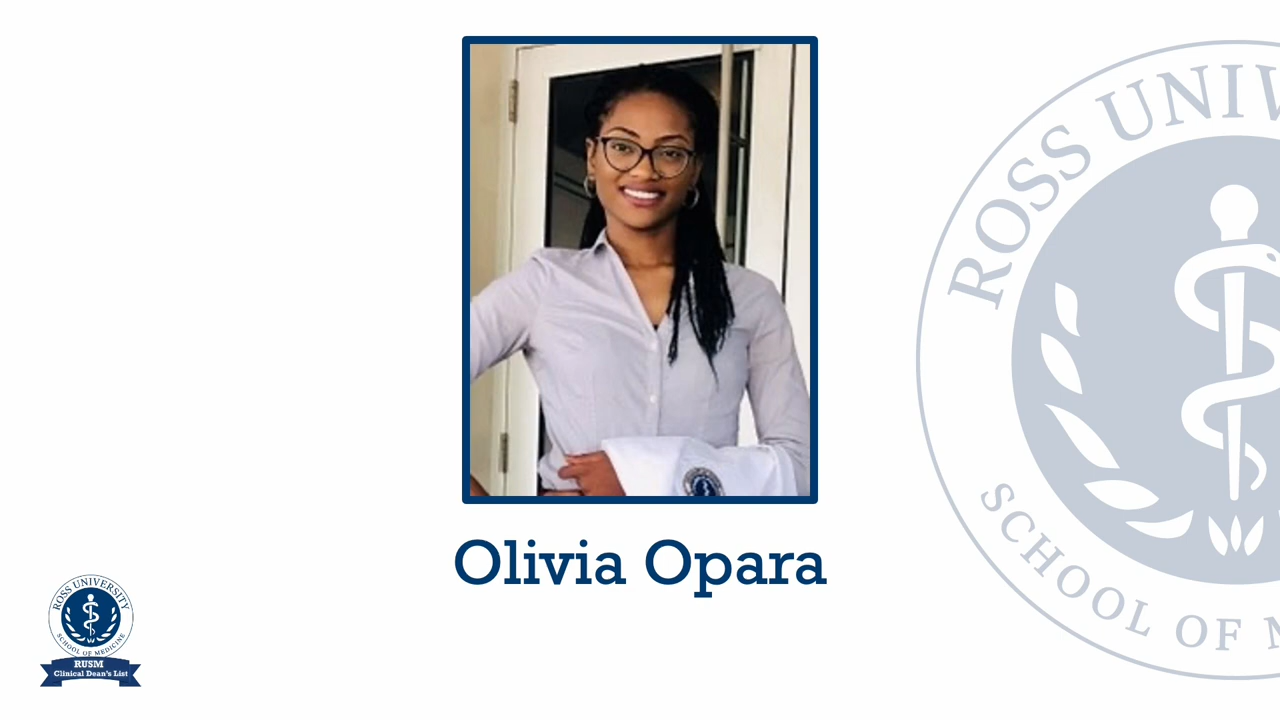 Olivia Opara
ROSS UNIV
SCHOOL OF M
ROSS UNIVERSITY
SCHOOL OF MEDICINE
RUSM
Clinical Dean's List